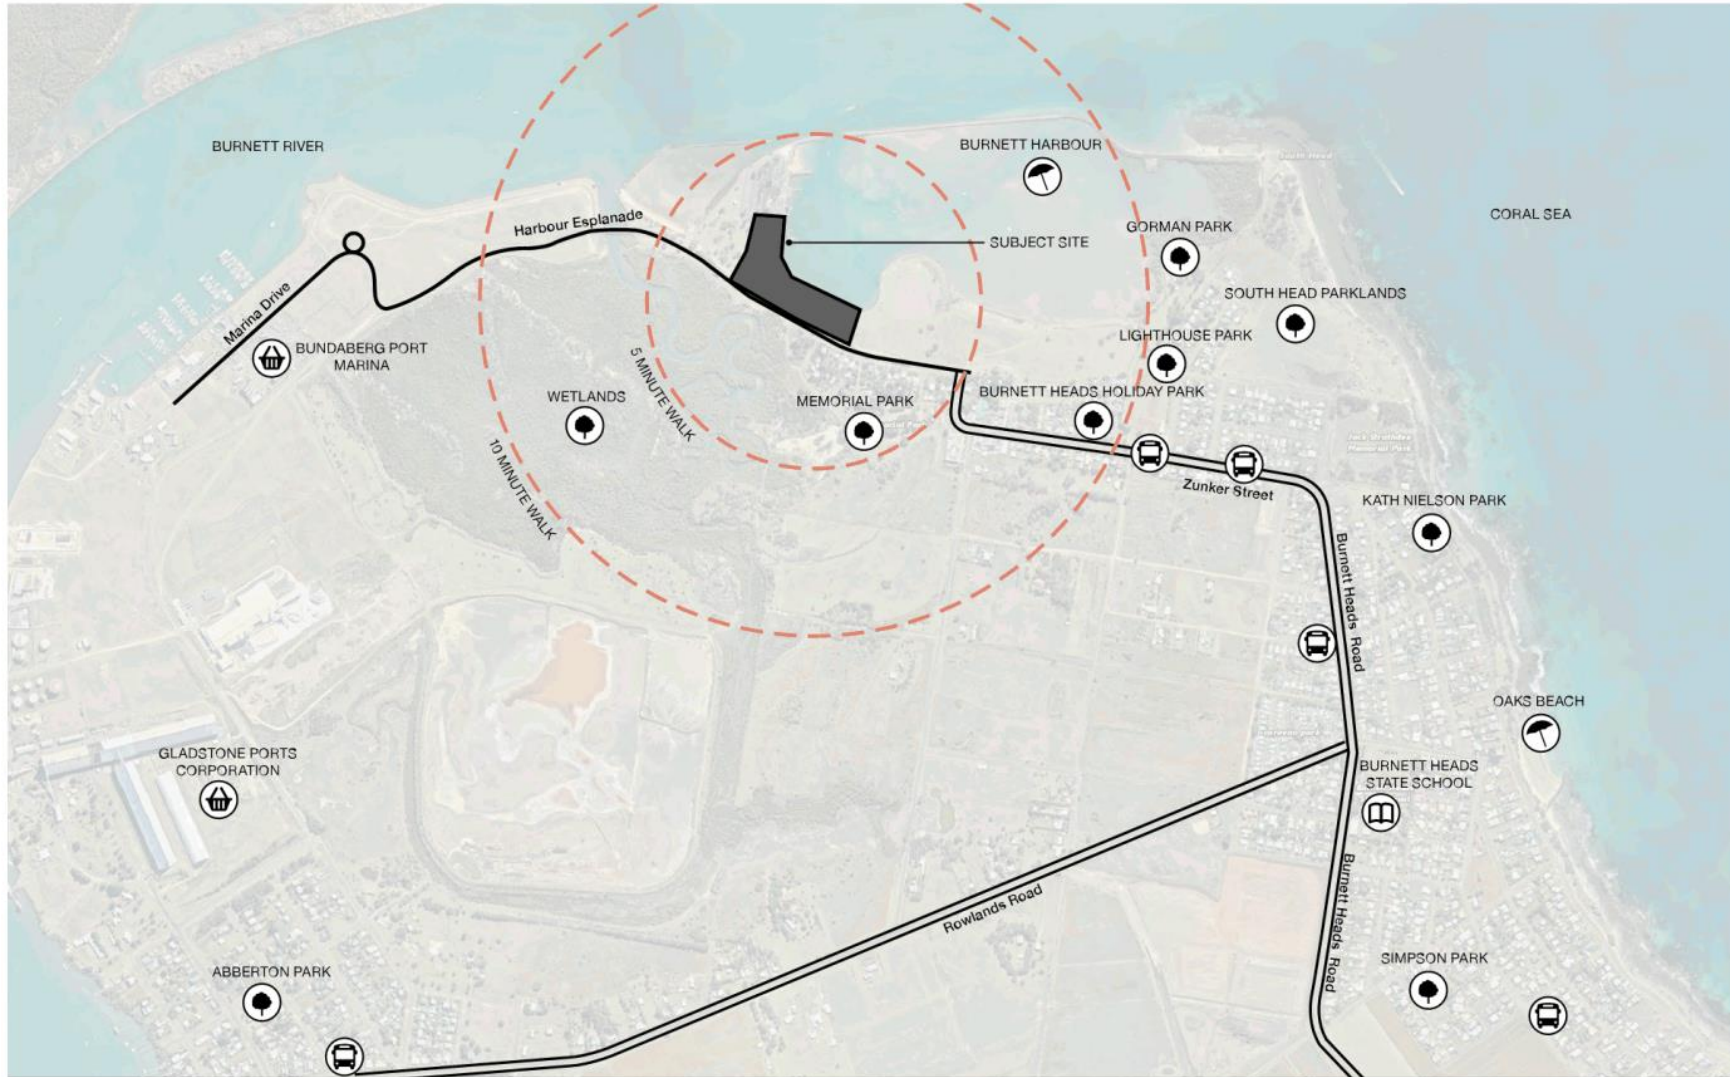 BURNETT RIVER
BURNETT HARBOUR
CORAL SEA
Harbour Esplanade
SUBJECT SITE
GORMAN PARK
SOUTH HEAD PARKLANDS
Marina Drive
BUNDABERG PORT
MARINA
LIGHTHOUSE PARK
WETLANDS
5 MINUTE WALK
MEMORIAL PARK
BURNETT HEADS HOLIDAY PARK
10 MINUTE WALK
Zunker Street
KATH NIELSON PARK
Burnett Heads Road
OAKS BEACH
GLADSTONE PORTS
CORPORATION
BURNETT HEADS
STATE SCHOOL
Burnett Heads Road
Rowlands Road
ABBERTON PARK
SIMPSON PARK
South Head